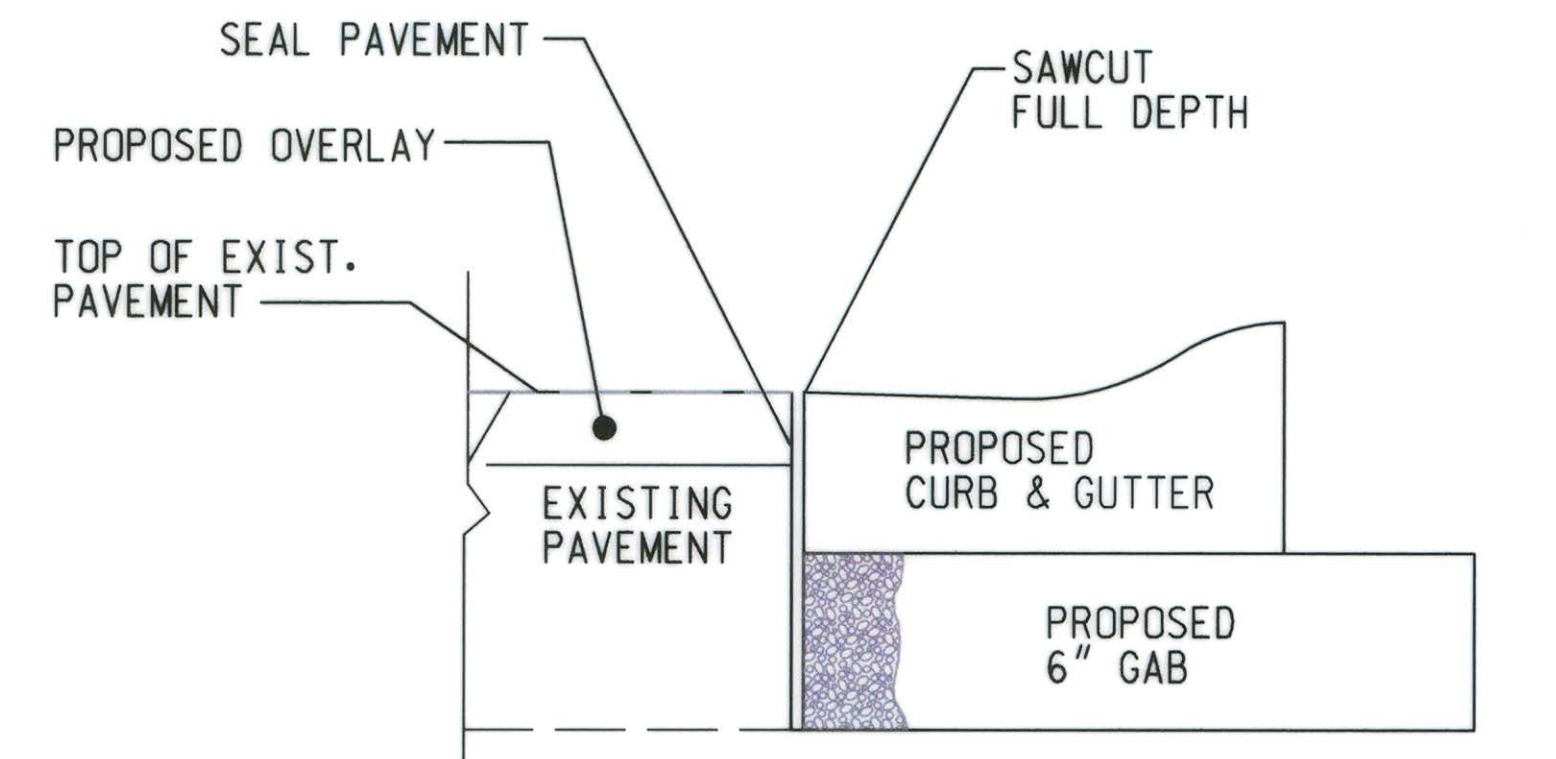 SEAL PAVEMENT
SAWCUT
FULL DEPTH
PROPOSED OVERLAY
TOP OF EXIST.
PAVEMENT
PROPOSED
CURB & GUTTER
EXISTING
PAVEMENT
PROPOSED
6" GAB